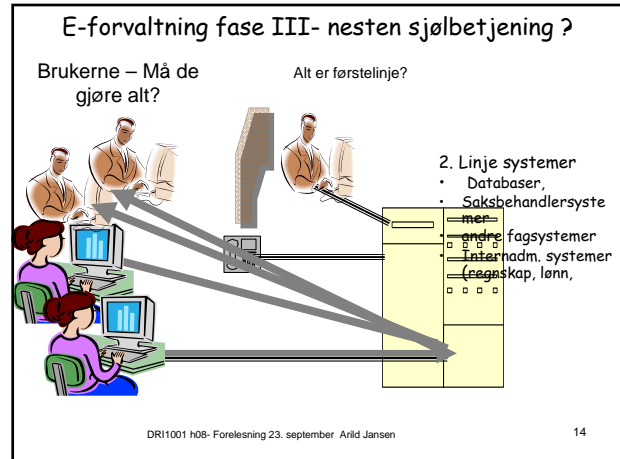 E-forvaltning fase III- nesten sjølbetjening ?
Brukerne – Må de
gjøre alt?
Alt er førstelinje?
2. Linje systemer
• Databaser,
• Saksbehandlersyste
mer
• andre fagsystemer
• Internadm. systemer
(regnskap, lønn,
DRI1001 h08- Forelesning 23. september Arild Jansen
14